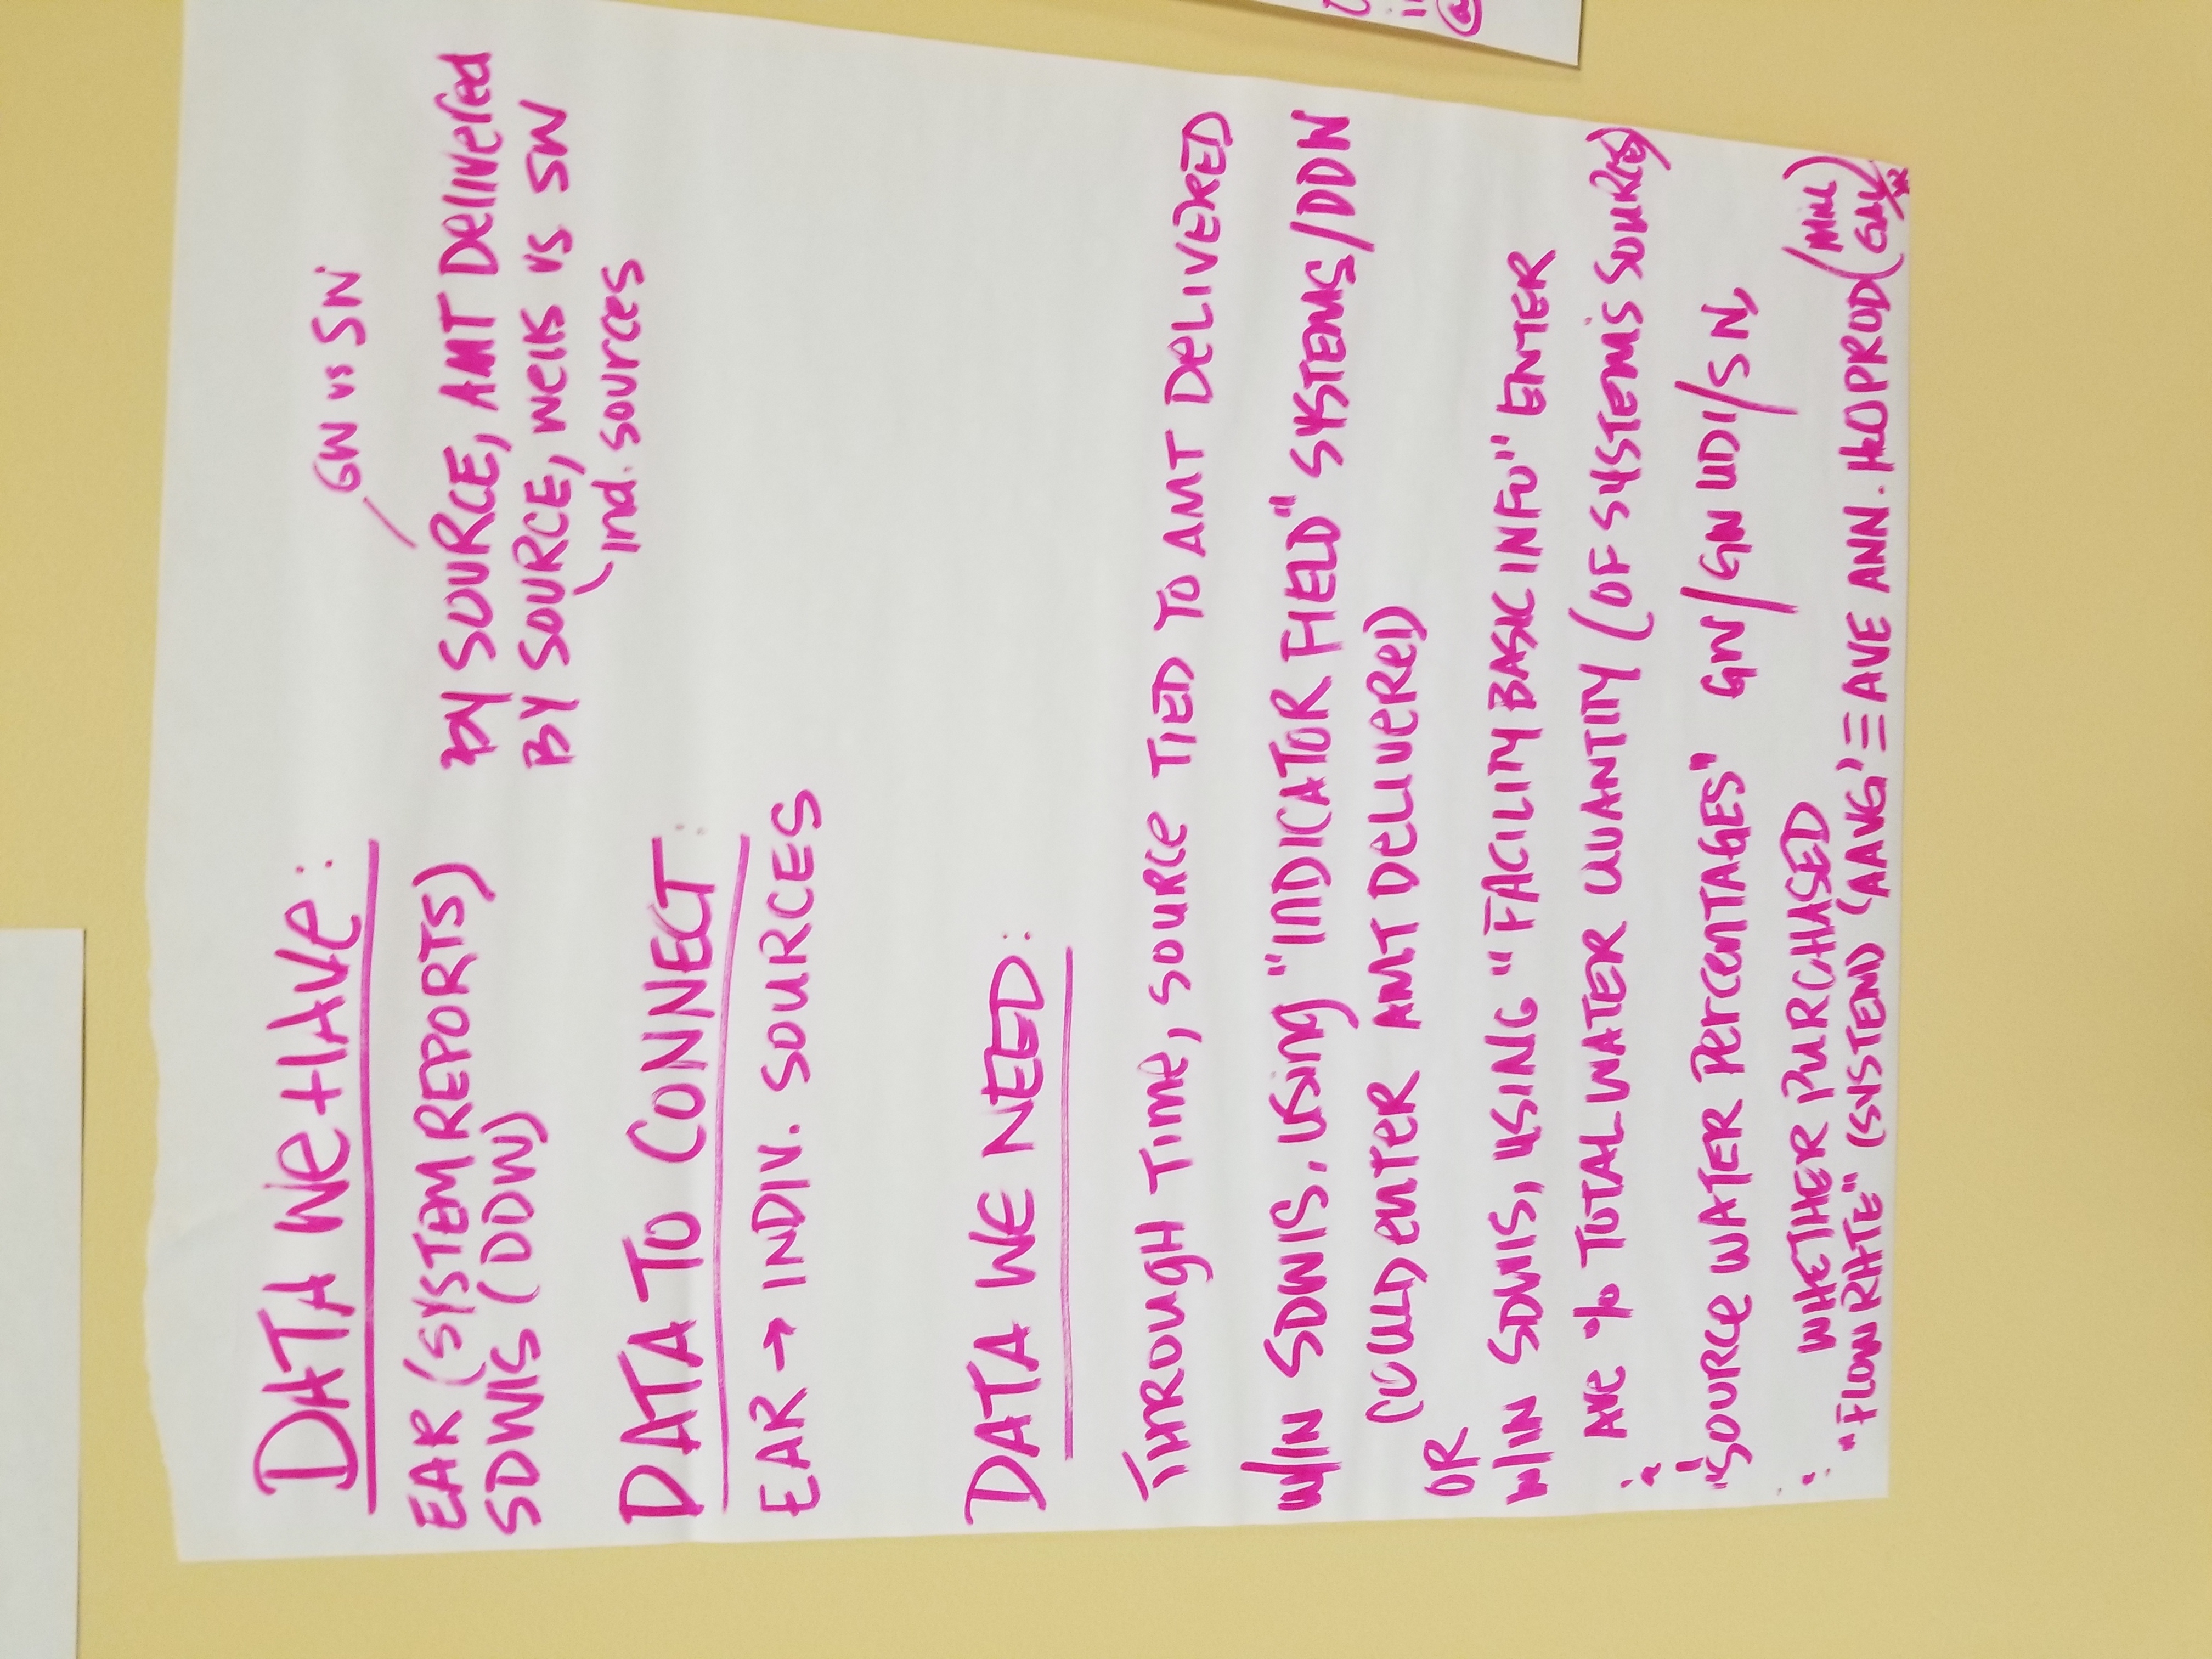 DATA We HAVe:
GW vs SW
EAR (SYSTEM REPORTS)
BY SOURCE, AMT Delivered
SDWIS (DDW)
BY SOURCE, wells vs SW
ind. sources
DATA TO CONNECT:
EAR → INDIV. SOURCES
DATA WE NEED:
THROUGH Time, SOURCe TIED TO AMT DeLIVERED
W/IN SDWIS, using "INDICATOR FIELD" SYSTEMS/DDW
(COULD enTER AMT DeLIVeReD)
OR
W/IN SDWIS, USING "FACILITY BASIC INFO" ENTER
AVe % TOTAL WATER QUANTITY (OF SYSTEM'S SOURCES)
"SOURCe WATER PercenTAGES" GW/GW UDI/SW,
WHETHER PURCHASED
"FLOW RATE" (SYSTEM) 'AAVG' ≡ AVE ANN. H2O PROD (MILL
GAL/YR)
in
@